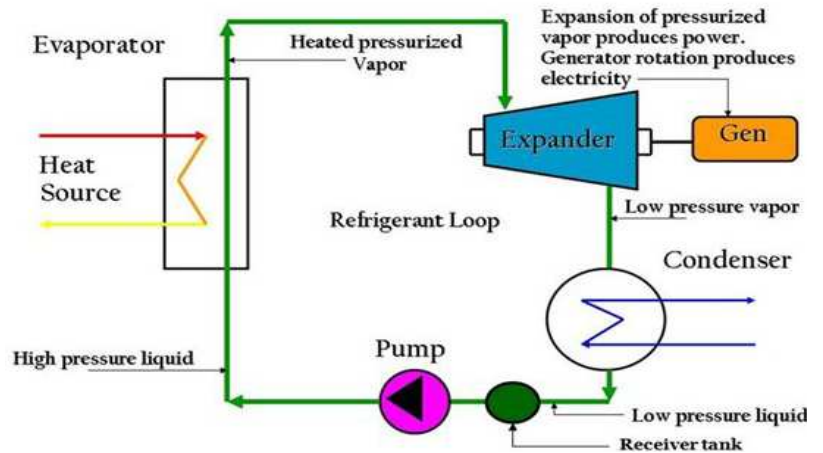 Expansion of pressurized
vapor produces power.
Generator rotation produces
electricity
Evaporator
Heated pressurized
Vapor
Expander
Gen
Heat
Source
Refrigerant Loop
Low pressure vapor
Condenser
High pressure liquid
Pump
Low pressure liquid
Receiver tank